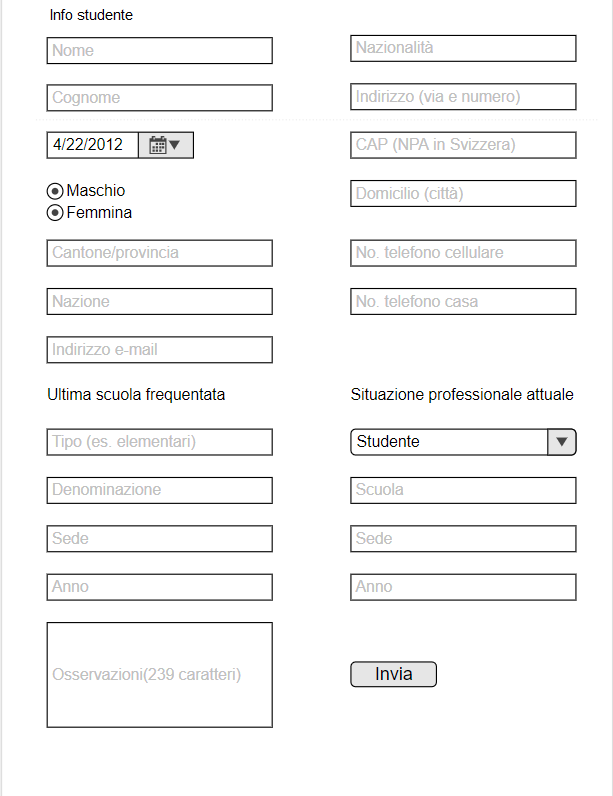 Info studente
Nome
Nazionalità
Cognome
Indirizzo (via e numero)
4/22/2012
CAP (NPA in Svizzera)
Maschio
Domicilio (città)
Femmina
Cantone/provincia
No. telefono cellulare
Nazione
No. telefono casa
Indirizzo e-mail
Ultima scuola frequentata
Situazione professionale attuale
Tipo (es. elementari)
Studente
Denominazione
Scuola
Sede
Sede
Anno
Anno
Osservazioni(239 caratteri)
Invia